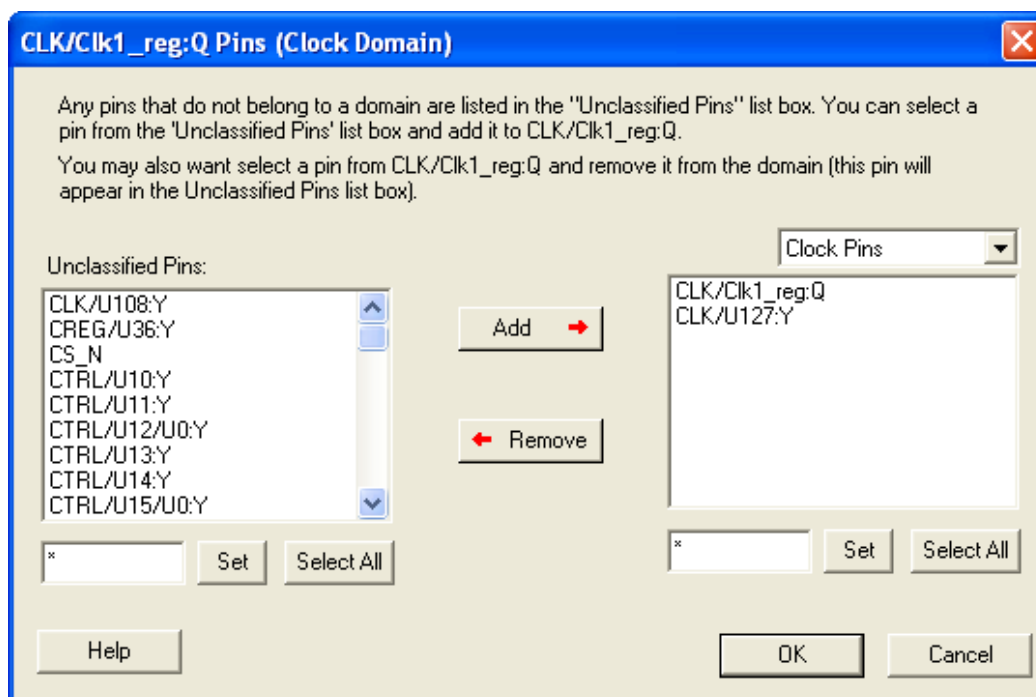 CLK/Clk1_reg:Q Pins (Clock Domain)
Any pins that do not belong to a domain are listed in the "Unclassified Pins" list box. You can select a
pin from the 'Unclassified Pins' list box and add it to CLK/Clk1_reg:Q.
You may also want select a pin from CLK/Clk1_reg:Q and remove it from the domain (this pin will
appear in the Unclassified Pins list box).
Unclassified Pins:
CLK/U108:Y
CREG/U36:Y
CS_N
CTRL/U10:Y
CTRL/U11:Y
CTRL/U12/U0:Y
CTRL/U13:Y
CTRL/U14:Y
CTRL/U15/U0:Y
* Set Select All
Add
Remove
Clock Pins
CLK/Clk1_reg:Q
CLK/U127:Y
* Set Select All
Help OK Cancel